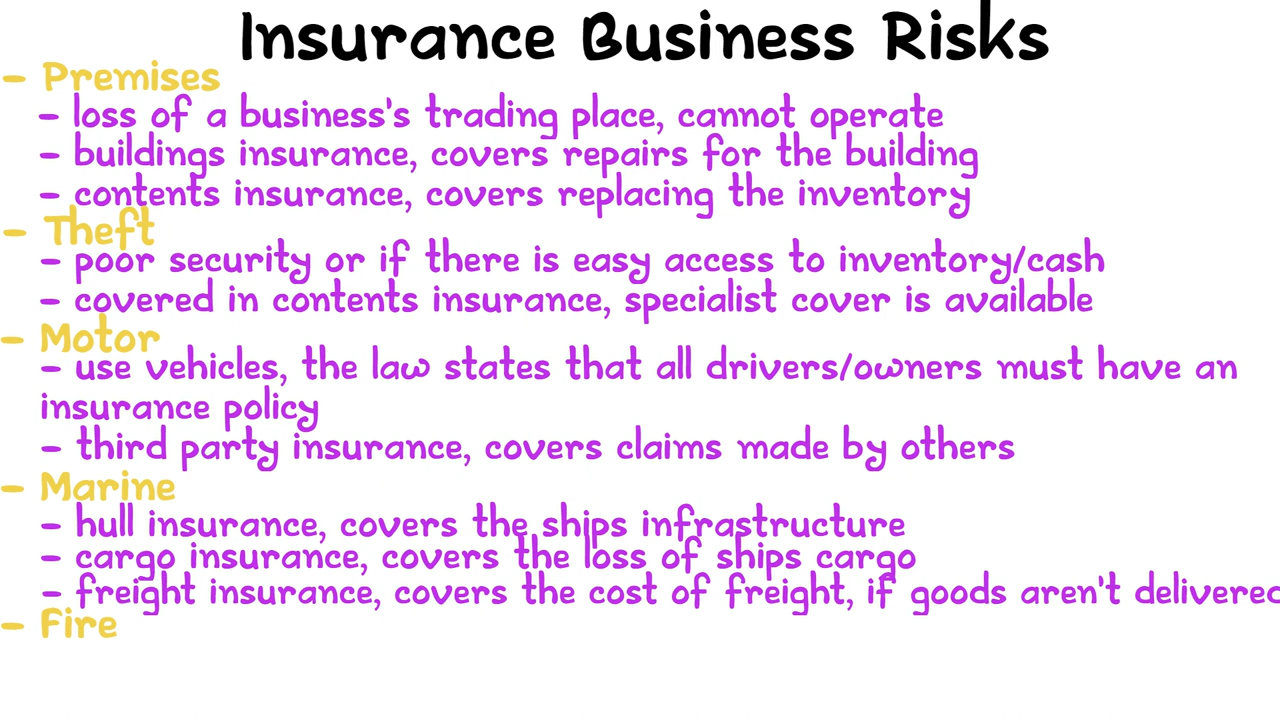 Insurance Business Risks
- Premises
- loss of a business's trading place, cannot operate
- buildings insurance, covers repairs for the building
- contents insurance, covers replacing the inventory
- Theft
- poor security or if there is easy access to inventory/cash
- covered in contents insurance, specialist cover is available
- Motor
- use vehicles, the law states that all drivers/owners must have an
insurance policy
- third party insurance, covers claims made by others
- Marine
- hull insurance, covers the ships infrastructure
- cargo insurance, covers the loss of ships cargo
- freight insurance, covers the cost of freight, if goods aren't delivered
- Fire